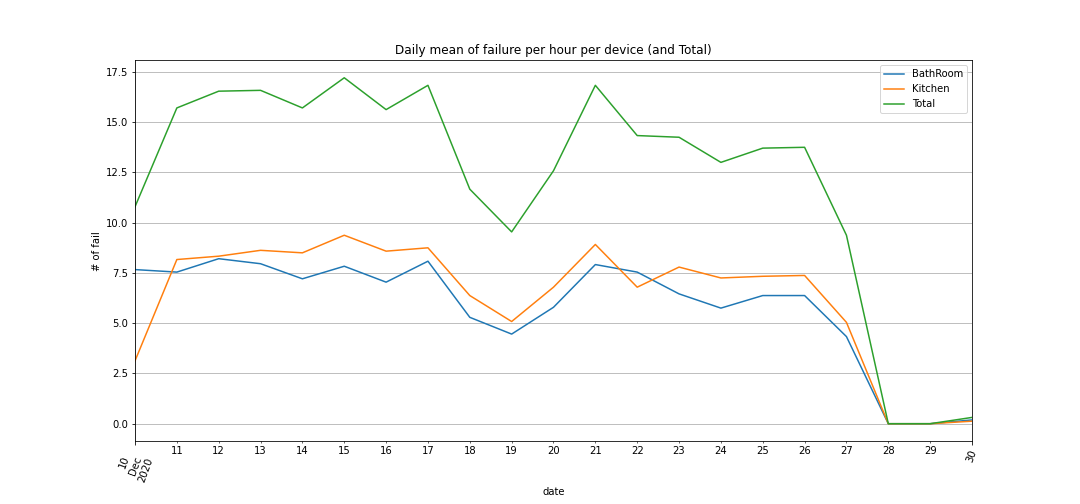 Daily mean of failure per hour per device (and Total)
BathRoom
Kitchen
Total
17.5
15.0
12.5
10.0
7.5
5.0
2.5
0.0
# of fail
10
Dec
2020
11 12 13 14 15 16 17 18 19 20 21 22 23 24 25 26 27 28 29 30
date